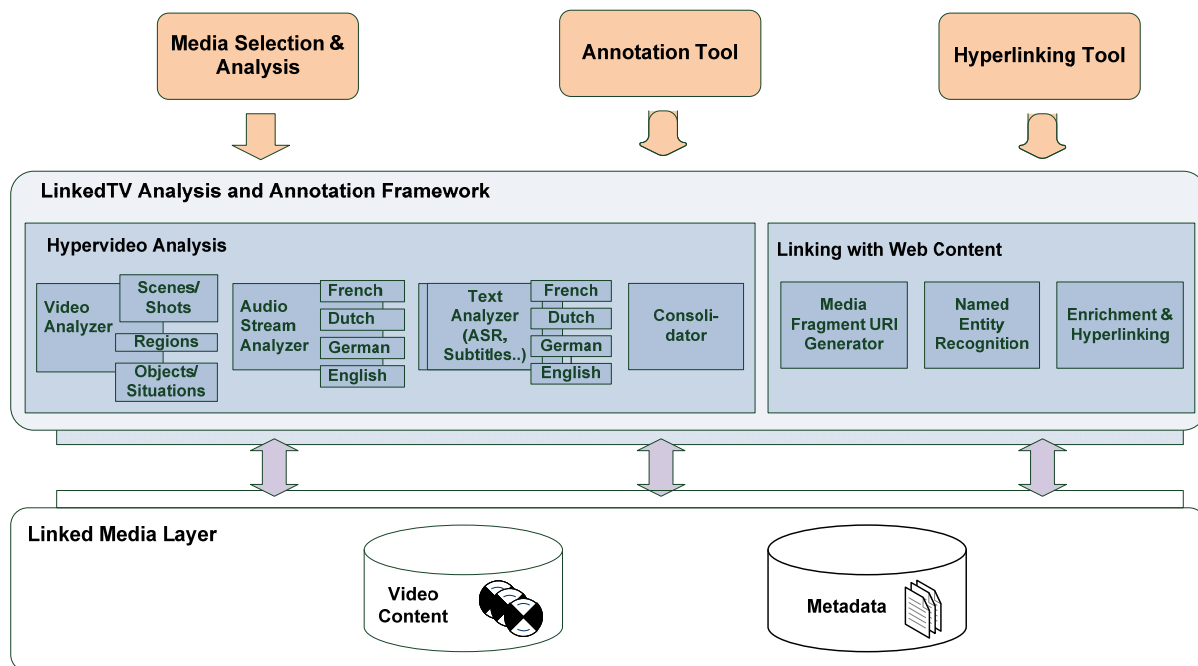 Media Selection &
Analysis
Annotation Tool
Hyperlinking Tool
LinkedTV Analysis and Annotation Framework
Hypervideo Analysis
Video
Analyzer
Scenes/
Shots
Regions
Objects/
Situations
Audio
Stream
Analyzer
French
Dutch
German
English
Text
Analyzer
(ASR,
Subtitles..)
French
Dutch
German
English
Consoli-
dator
Linking with Web Content
Media
Fragment URI
Generator
Named
Entity
Recognition
Enrichment &
Hyperlinking
Linked Media Layer
Video
Content
Metadata